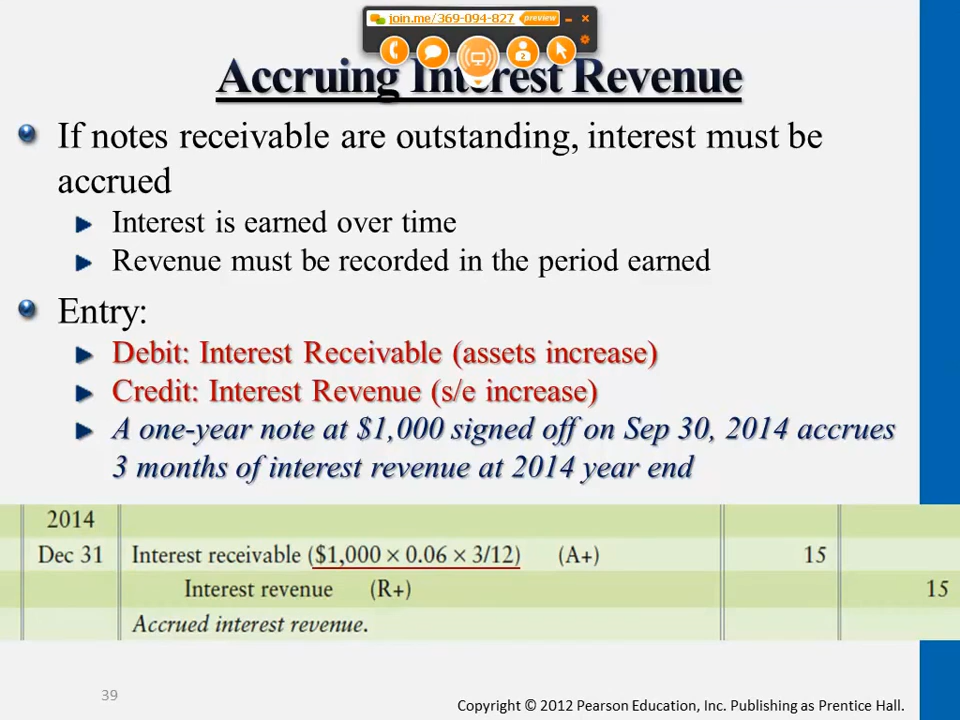 join.me/369-094-827 preview
2
Accruing Interest Revenue
If notes receivable are outstanding, interest must be
accrued
Interest is earned over time
Revenue must be recorded in the period earned
Entry:
Debit: Interest Receivable (assets increase)
Credit: Interest Revenue (s/e increase)
A one-year note at $1,000 signed off on Sep 30, 2014 accrues
3 months of interest revenue at 2014 year end
2014
Dec 31 Interest receivable ($1,000 × 0.06 × 3/12) (A+) 15
Interest revenue (R+) 15
Accrued interest revenue.
39
Copyright © 2012 Pearson Education, Inc. Publishing as Prentice Hall.